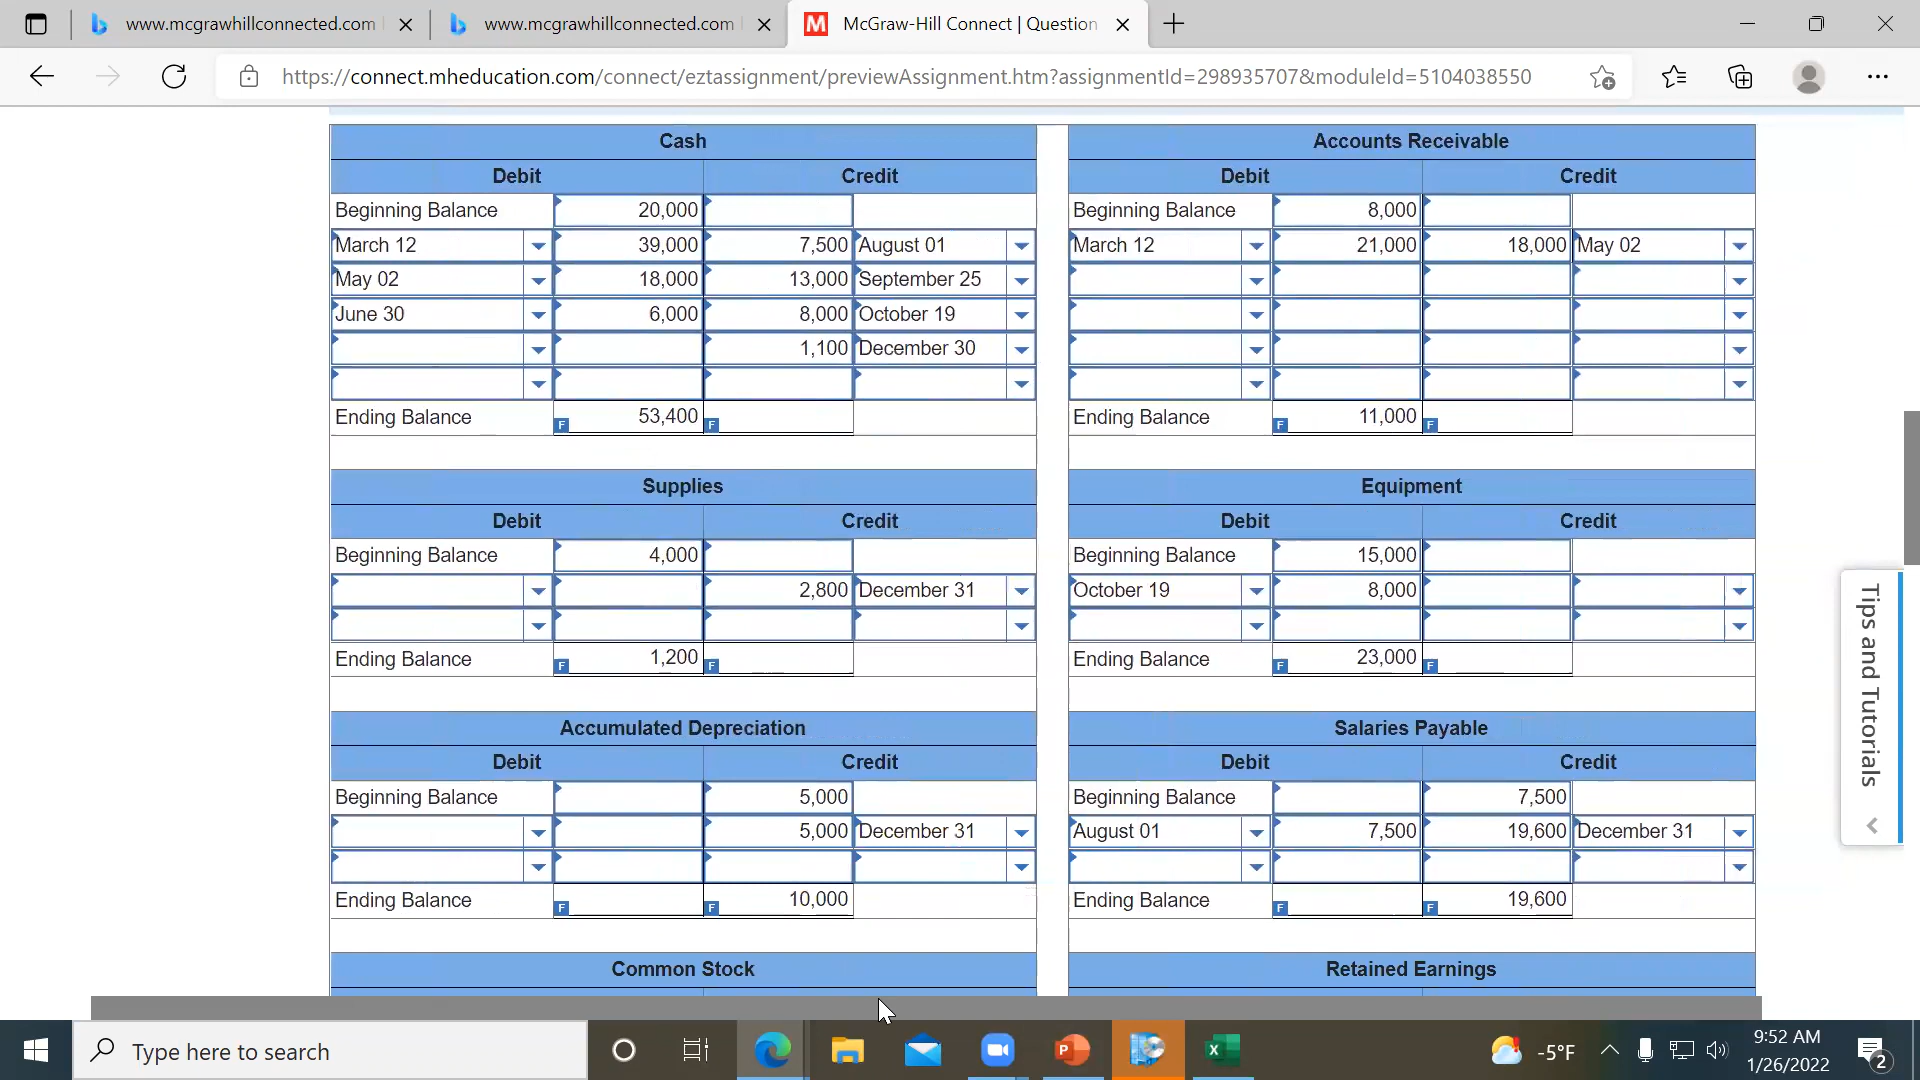 www.mcgrawhillconnected.com
www.mcgrawhillconnected.com
M McGraw-Hill Connect | Question
https://connect.mheducation.com/connect/eztassignment/previewAssignment.htm?assignmentId=298935707&moduleId=5104038550
Cash Accounts Receivable
Debit Credit Debit Credit
Beginning Balance 20,000 Beginning Balance 8,000
March 12 39,000 7,500 August 01 March 12 21,000 18,000 May 02
May 02 18,000 13,000 September 25
June 30 6,000 8,000 October 19
1,100 December 30
Ending Balance F 53,400 F Ending Balance F 11,000 F
Supplies Equipment
Debit Credit Debit Credit
Beginning Balance 4,000 Beginning Balance 15,000
2,800 December 31 October 19 8,000
Ending Balance F 1,200 F Ending Balance F 23,000 F
Accumulated Depreciation Salaries Payable
Debit Credit Debit Credit
Beginning Balance 5,000 Beginning Balance 7,500
5,000 December 31 August 01 7,500 19,600 December 31
Ending Balance F F 10,000 Ending Balance F F 19,600
Common Stock Retained Earnings
Tips and Tutorials
Type here to search
P
X
-5°F
9:52 AM
1/26/2022
2